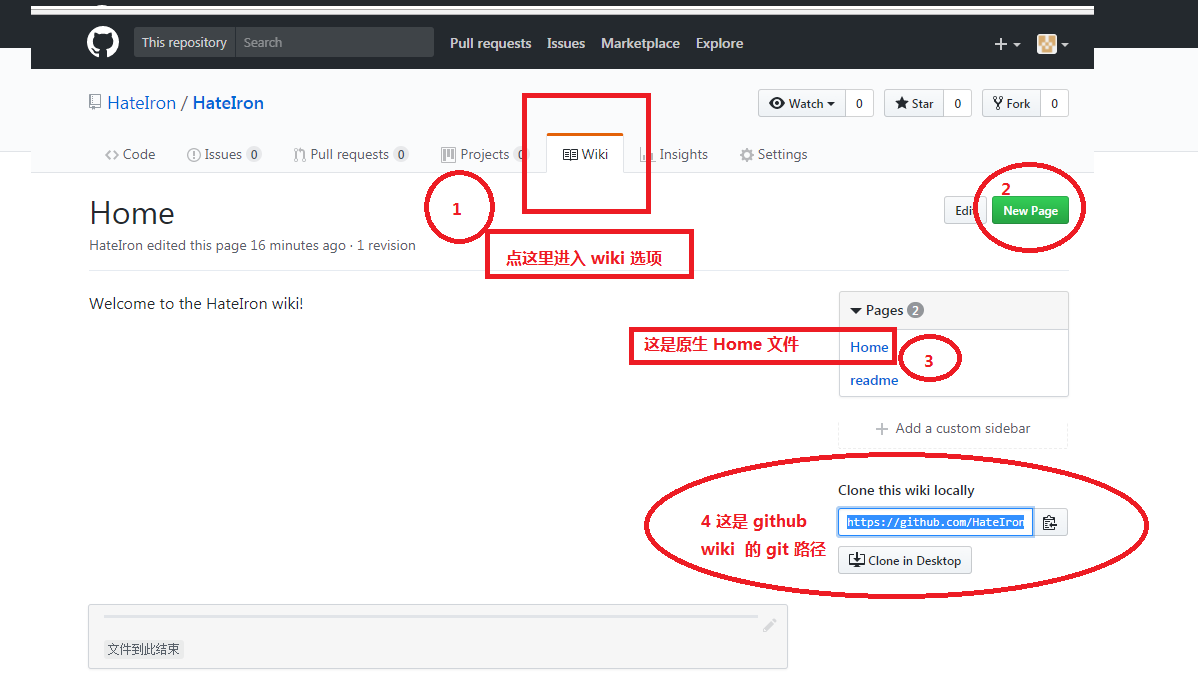 This repository Search Pull requests Issues Marketplace Explore
HateIron / HateIron
Watch 0 Star 0 Fork 0
Code Issues 0 Pull requests 0 Projects 0 Wiki Insights Settings
Home
1
2
Edit New Page
HateIron edited this page 16 minutes ago · 1 revision
点这里进入 wiki 选项
Welcome to the HateIron wiki!
Pages 2
这是原生 Home 文件
Home
3
readme
Add a custom sidebar
Clone this wiki locally
4 这是 github
wiki 的 git 路径
https://github.com/HateIron
Clone in Desktop
文件到此结束